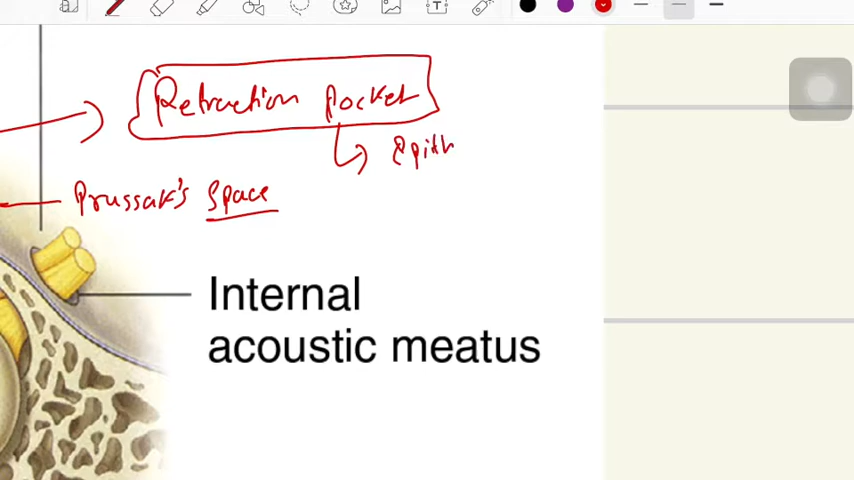 Retraction pocket
Epith
Prussak's Space
Internal
acoustic meatus